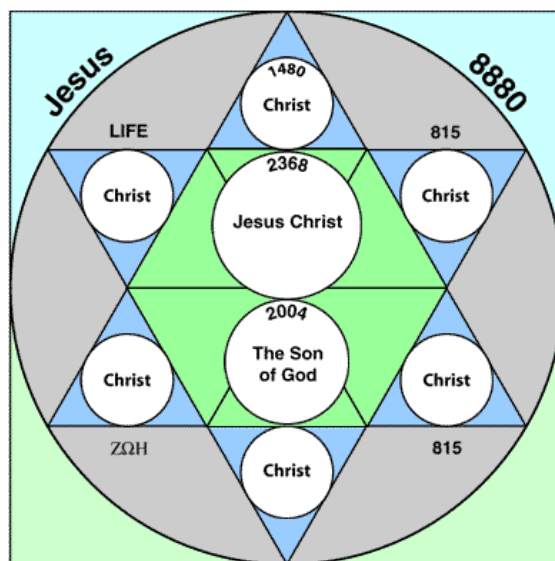 Jesus
8880
1480
Christ
LIFE
815
2368
Christ
Jesus Christ
Christ
2004
The Son
of God
Christ
Christ
ΖΩΗ
Christ
815